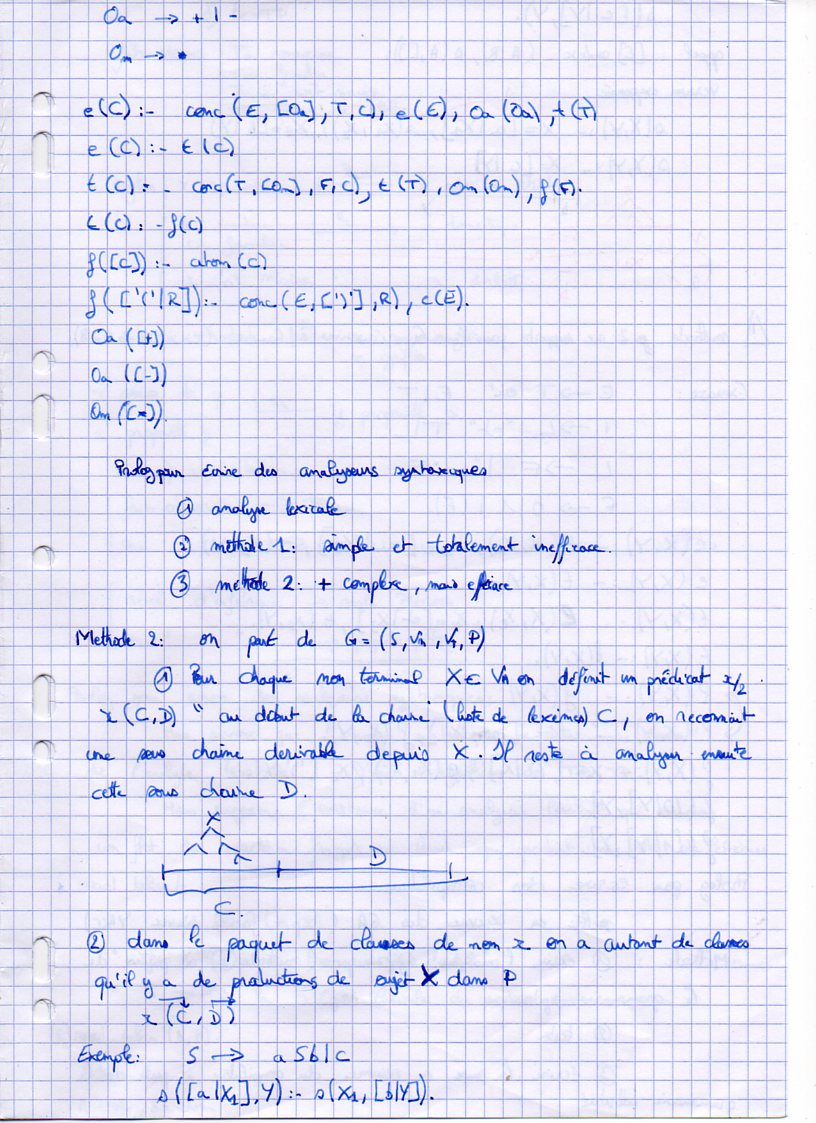 Oa → + | -
Om → *
e(C) :- conc(E, [Oa], T, C), e(E), Oa(Oa), t(T)
e(C) :- t(C)
t(C) :- conc(T, [Om], F, C), t(T), Om(Om), f(F).
t(C) :- f(C)
f([C]) :- atom(C)
f(['('|R]) :- conc(E, [')'], R), e(E).
Oa([+])
Oa([-])
Om([*]).
Prolog pour écrire des analyseurs syntaxiques
① analyse lexicale
② méthode 1: simple et totalement inefficace.
③ méthode 2: + complexe, mais efficace
Methode 2: on part de G = (S, Vn, Vt, P)
① Pour chaque non terminal X ∈ Vn on définit un prédicat x/2.
x(C,D) "au début de la chaine (liste de lexèmes) C, on reconnait
une sous chaine derivable depuis X. Il reste à analyser ensuite
cette sous chaine D.
X
D
C.
② dans le paquet de clauses de nom x on a autant de clauses
qu'il y a de productions de sujet X dans P
x(C,D)
Exemple: S → aSb|c
s([a|X1],Y) :- s(X1, [b|Y]).